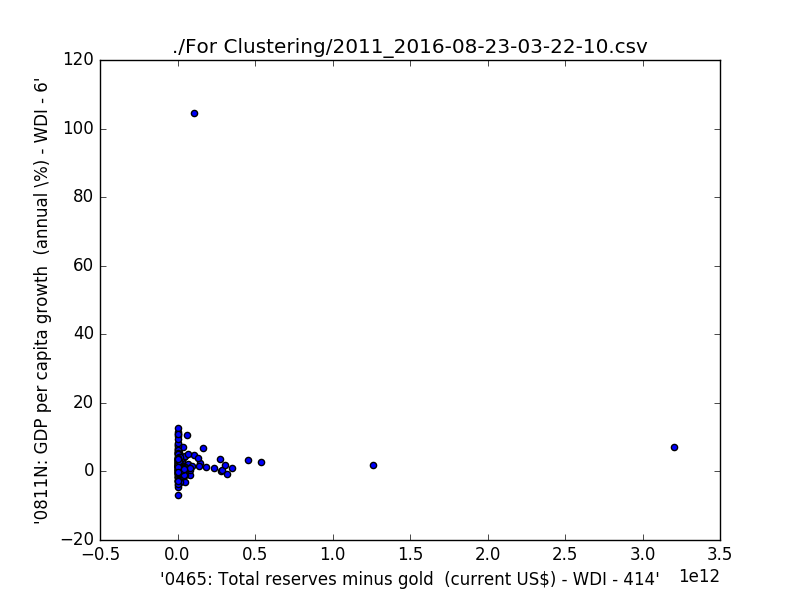 ./For Clustering/2011_2016-08-23-03-22-10.csv
120
100
80
60
40
20
0
−20
'0811N: GDP per capita growth  (annual \%) - WDI - 6'
−0.5 0.0 0.5 1.0 1.5 2.0 2.5 3.0 3.5
1e12
'0465: Total reserves minus gold  (current US$) - WDI - 414'